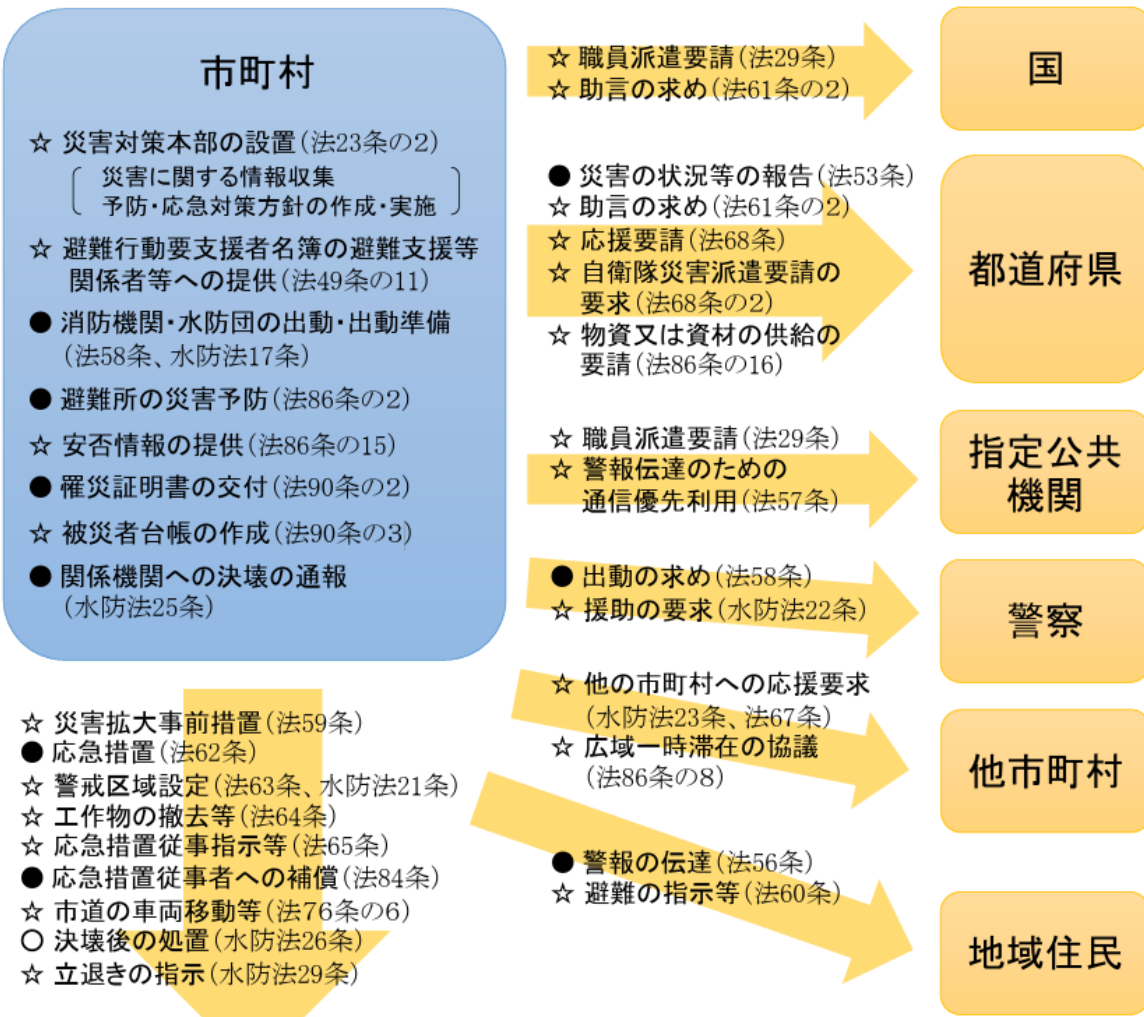 市町村
☆ 災害対策本部の設置(法23条の2)
災害に関する情報収集
予防・応急対策方針の作成・実施
☆ 避難行動要支援者名簿の避難支援等
関係者等への提供(法49条の11)
● 消防機関・水防団の出動・出動準備
(法58条、水防法17条)
● 避難所の災害予防(法86条の2)
☆ 安否情報の提供(法86条の15)
● 罹災証明書の交付(法90条の2)
☆ 被災者台帳の作成(法90条の3)
● 関係機関への決壊の通報
(水防法25条)
☆ 職員派遣要請(法29条)
☆ 助言の求め(法61条の2)
国
● 災害の状況等の報告(法53条)
☆ 助言の求め(法61条の2)
☆ 応援要請(法68条)
☆ 自衛隊災害派遣要請の
要求(法68条の2)
☆ 物資又は資材の供給の
要請(法86条の16)
都道府県
☆ 職員派遣要請(法29条)
☆ 警報伝達のための
通信優先利用(法57条)
指定公共
機関
● 出動の求め(法58条)
☆ 援助の要求(水防法22条)
警察
☆ 他の市町村への応援要求
(水防法23条、法67条)
☆ 広域一時滞在の協議
(法86条の8)
他市町村
● 警報の伝達(法56条)
☆ 避難の指示等(法60条)
地域住民
☆ 災害拡大事前措置(法59条)
● 応急措置(法62条)
☆ 警戒区域設定(法63条、水防法21条)
☆ 工作物の撤去等(法64条)
☆ 応急措置従事指示等(法65条)
● 応急措置従事者への補償(法84条)
☆ 市道の車両移動等(法76条の6)
○ 決壊後の処置(水防法26条)
☆ 立退きの指示(水防法29条)